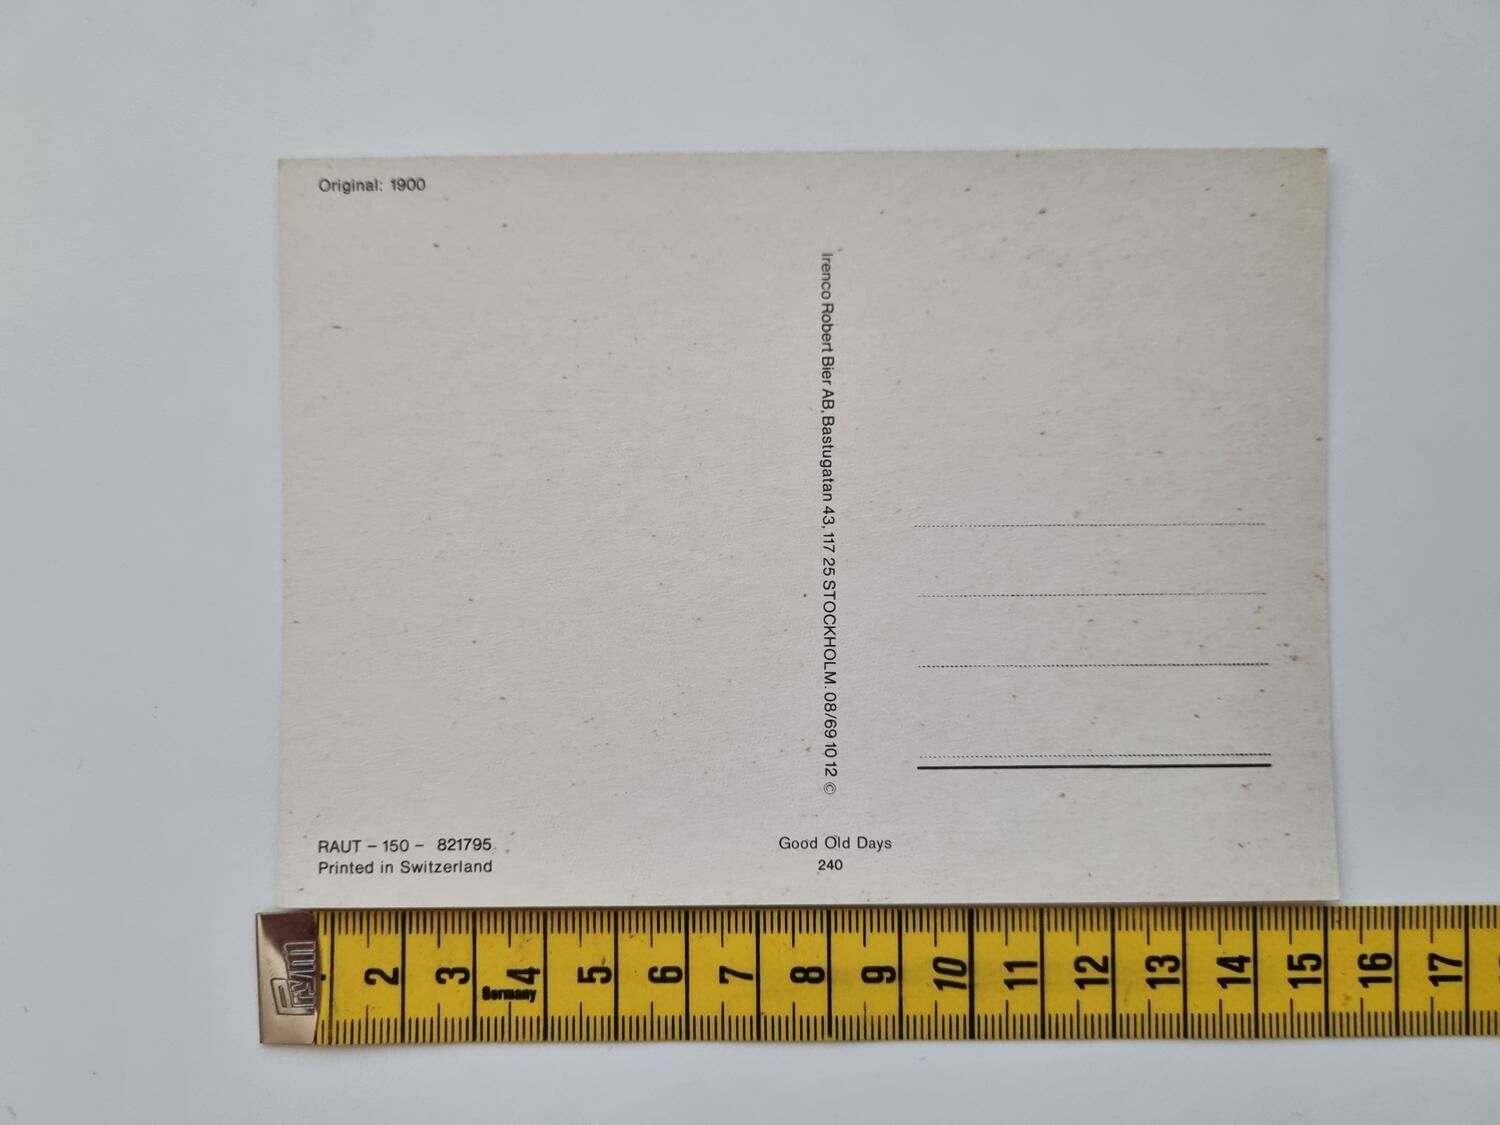 Original: 1900
Irenco Robert Bier AB, Bastugatan 43, 117 25 STOCKHOLM. 08/69 10 12 ©
RAUT – 150 – 821795
Printed in Switzerland
Good Old Days
240
Prym
2 3 4 5 6 7 8 9 10 11 12 13 14 15 16 17
Germany